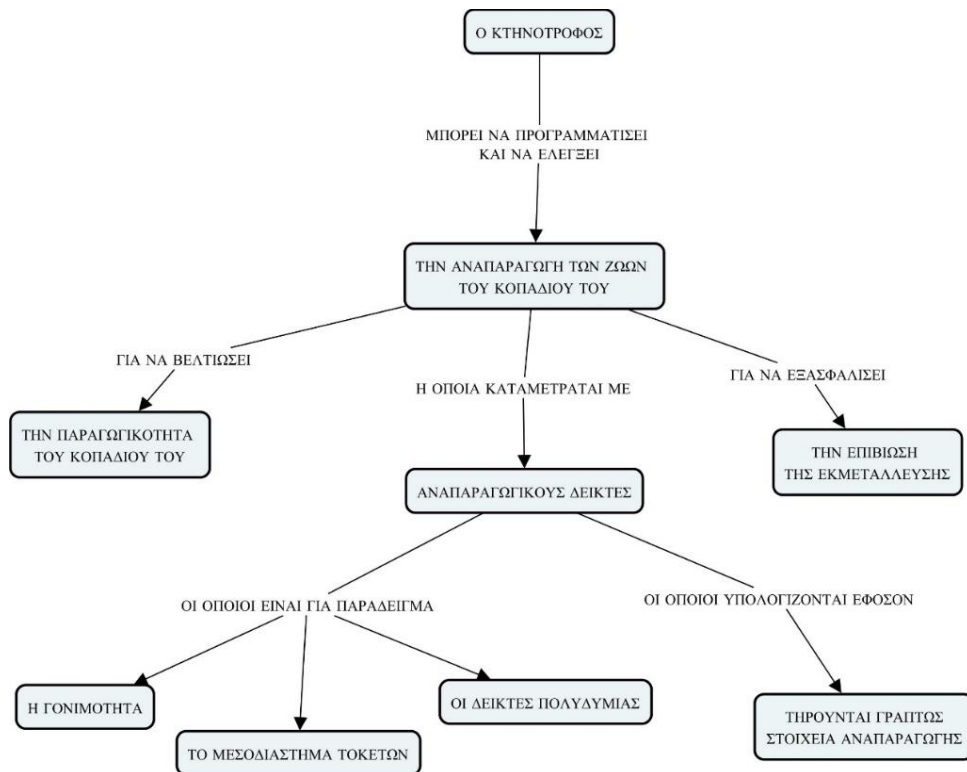 Ο ΚΤΗΝΟΤΡΟΦΟΣ
ΜΠΟΡΕΙ ΝΑ ΠΡΟΓΡΑΜΜΑΤΙΣΕΙ
ΚΑΙ ΝΑ ΕΛΕΓΞΕΙ
ΤΗΝ ΑΝΑΠΑΡΑΓΩΓΗ ΤΩΝ ΖΩΩΝ
ΤΟΥ ΚΟΠΑΔΙΟΥ ΤΟΥ
ΓΙΑ ΝΑ ΒΕΛΤΙΩΣΕΙ
Η ΟΠΟΙΑ ΚΑΤΑΜΕΤΡΑΤΑΙ ΜΕ
ΓΙΑ ΝΑ ΕΞΑΣΦΑΛΙΣΕΙ
ΤΗΝ ΠΑΡΑΓΩΓΙΚΟΤΗΤΑ
ΤΟΥ ΚΟΠΑΔΙΟΥ ΤΟΥ
ΤΗΝ ΕΠΙΒΙΩΣΗ
ΤΗΣ ΕΚΜΕΤΑΛΛΕΥΣΗΣ
ΑΝΑΠΑΡΑΓΩΓΙΚΟΥΣ ΔΕΙΚΤΕΣ
ΟΙ ΟΠΟΙΟΙ ΕΙΝΑΙ ΓΙΑ ΠΑΡΑΔΕΙΓΜΑ
ΟΙ ΟΠΟΙΟΙ ΥΠΟΛΟΓΙΖΟΝΤΑΙ ΕΦΟΣΟΝ
Η ΓΟΝΙΜΟΤΗΤΑ
ΤΟ ΜΕΣΟΔΙΑΣΤΗΜΑ ΤΟΚΕΤΩΝ
ΟΙ ΔΕΙΚΤΕΣ ΠΟΛΥΔΥΜΙΑΣ
ΤΗΡΟΥΝΤΑΙ ΓΡΑΠΤΩΣ
ΣΤΟΙΧΕΙΑ ΑΝΑΠΑΡΑΓΩΓΗΣ